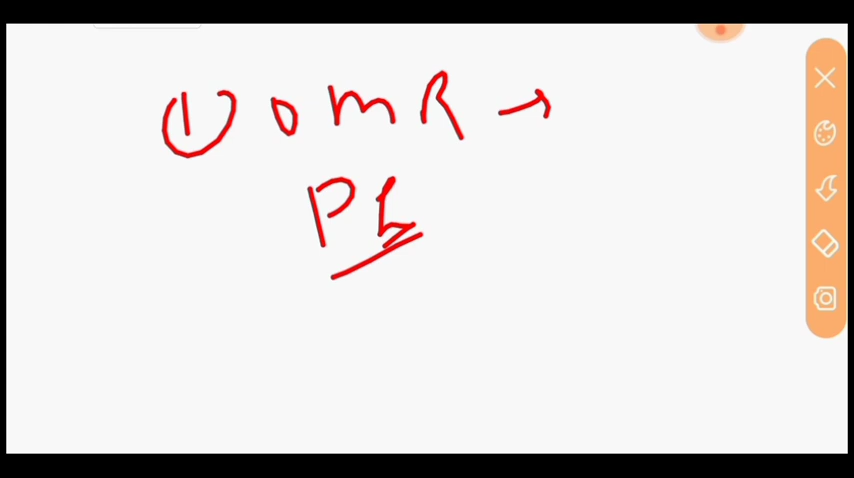 ① OMR →